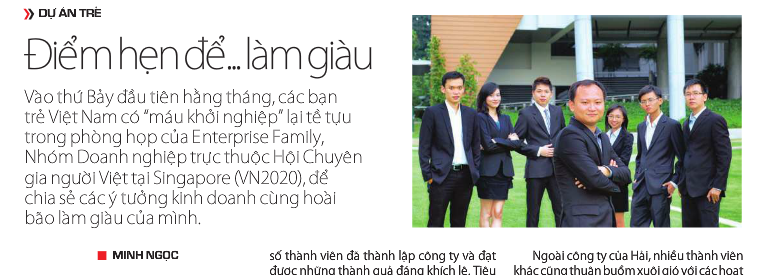 DỰ ÁN TRẺ
Điểm hẹn để... làm giàu
Vào thứ Bảy đầu tiên hằng tháng, các bạn
trẻ Việt Nam có “máu khởi nghiệp” lại tề tựu
trong phòng họp của Enterprise Family,
Nhóm Doanh nghiệp trực thuộc Hội Chuyên
gia người Việt tại Singapore (VN2020), để
chia sẻ các ý tưởng kinh doanh cùng hoài
bão làm giàu của mình.
MINH NGỌC
số thành viên đã thành lập công ty và đạt
được những thành quả đáng khích lệ. Tiêu
Ngoài công ty của Hải, nhiều thành viên
khác cũng thuận buồm xuôi gió với các hoạt